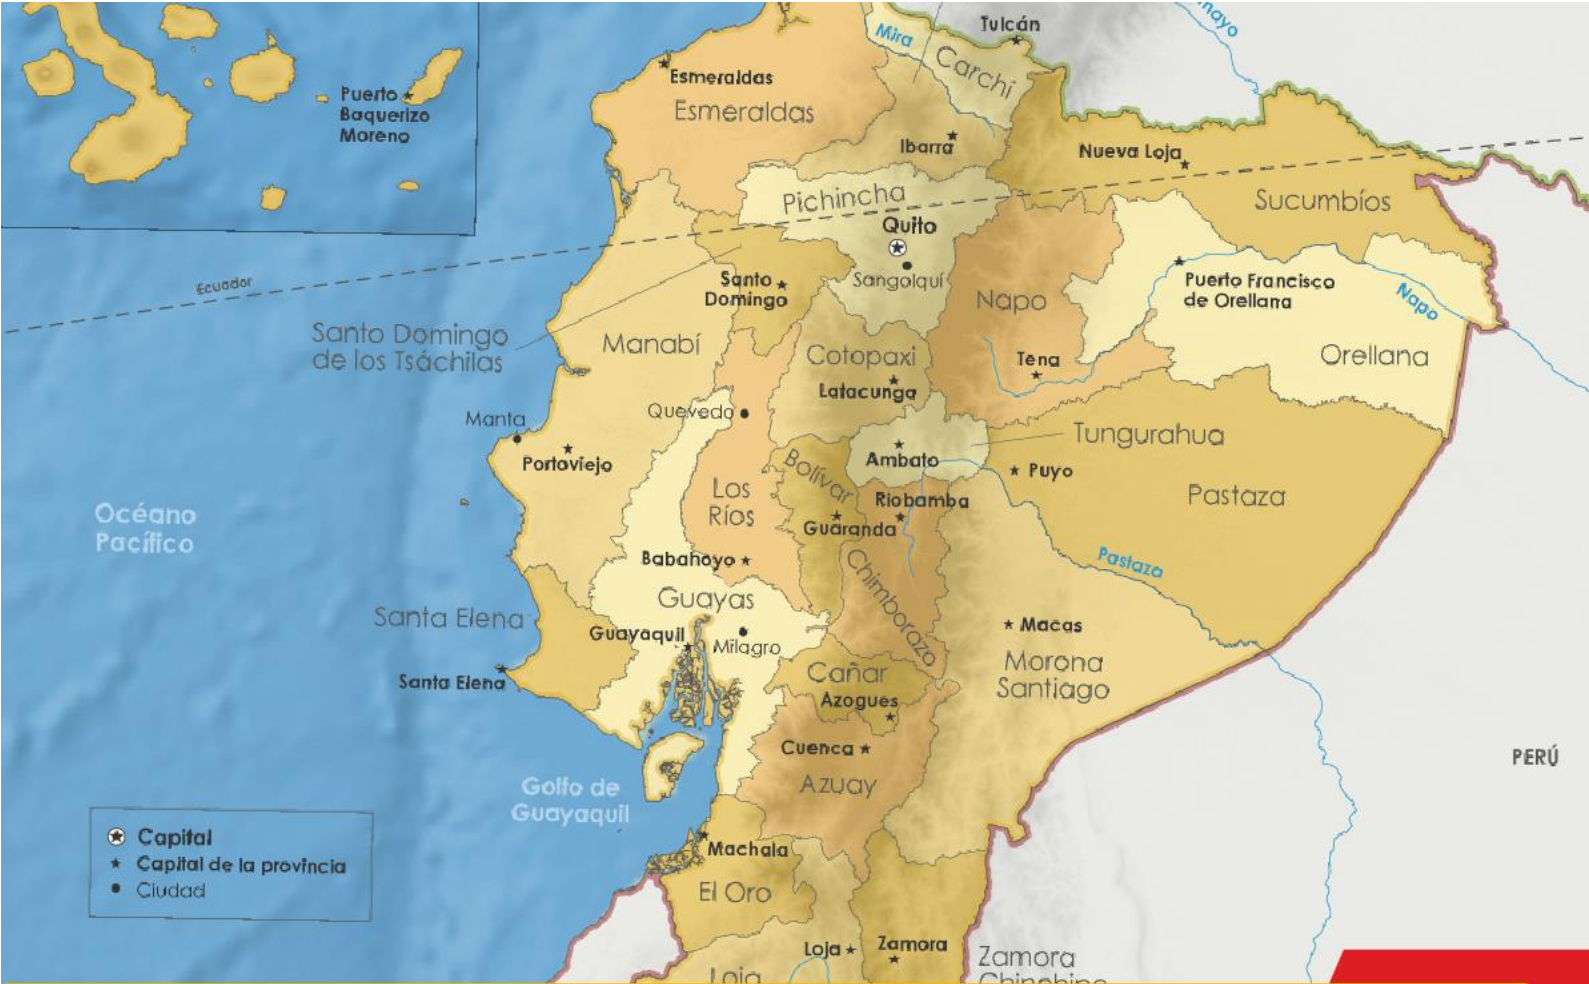 Tulcán
Mira
Carchi
Esmeraldas
Esmeraldas
Puerto
Baquerizo
Moreno
Ibarra
Nueva Loja
Pichincha
Sucumbíos
Quito
Sangolquí
Ecuador
Santo
Domingo
Napo
Puerto Francisco
de Orellana
Napo
Santo Domingo
de los Tsáchilas
Manabí
Cotopaxi
Latacunga
Tena
Orellana
Manta
Quevedo
Portoviejo
Ambato
Tungurahua
Puyo
Pastaza
Bolívar
Los
Ríos
Riobamba
Guaranda
Océano
Pacífico
Babahoyo
Chimborazo
Pastaza
Santa Elena
Guayas
Guayaquil
Milagro
Macas
Morona
Santiago
Santa Elena
Cañar
Azogues
Cuenca
Azuay
PERÚ
Golfo de
Guayaquil
Capital
Capital de la provincia
Ciudad
Machala
El Oro
Loja
Zamora
Zamora
Chinchipe
Loja